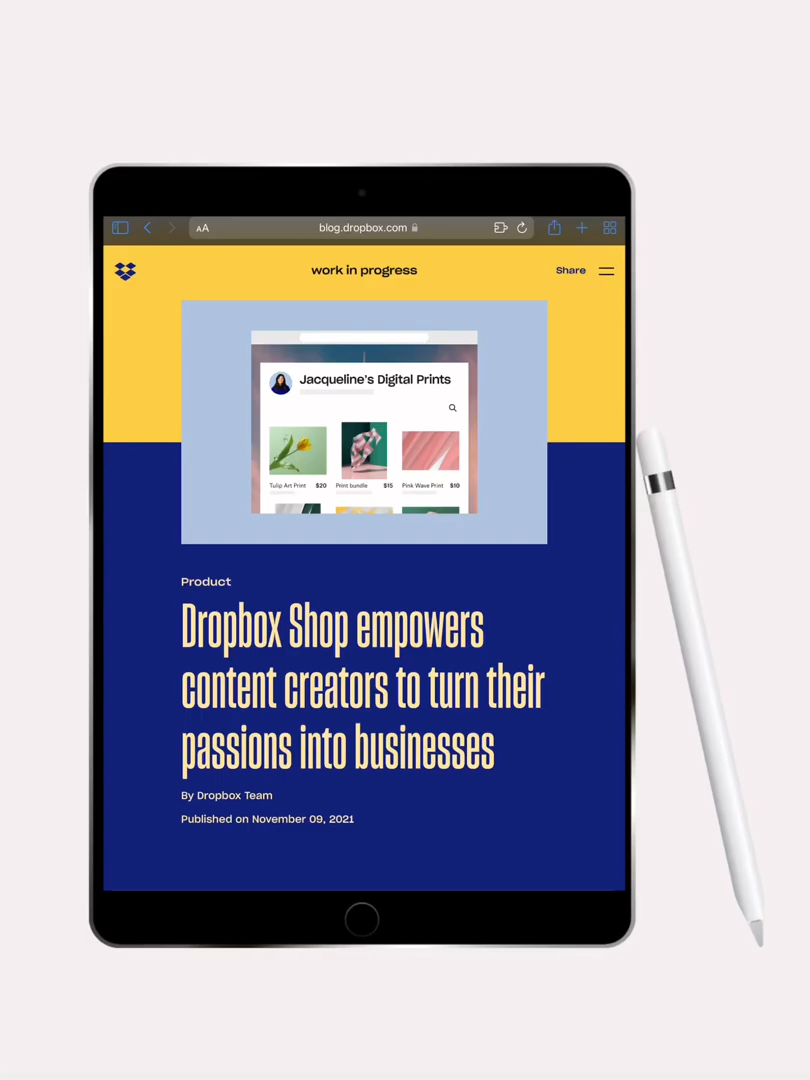 AA
blog.dropbox.com
work in progress
Share
Jacqueline's Digital Prints
Tulip Art Print $20
Print bundle $15
Pink Wave Print $10
Product
Dropbox Shop empowers
content creators to turn their
passions into businesses
By Dropbox Team
Published on November 09, 2021